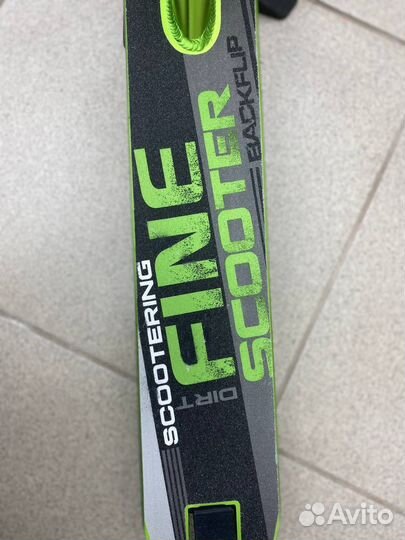 SCOOTERING
FINE
SCOOTER
DIRT
BACKFLIP
Avito